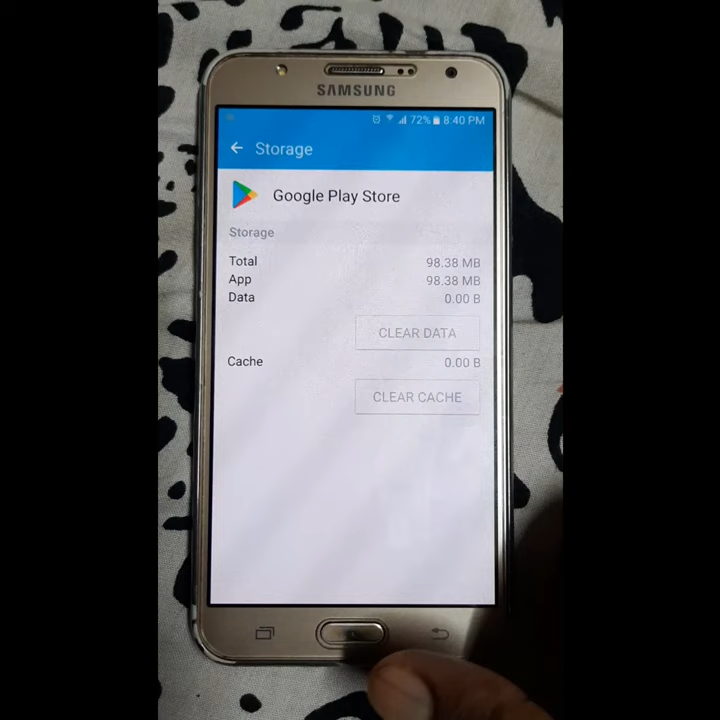 SAMSUNG
72% 8:40 PM
Storage
Google Play Store
Storage
Total 98.38 MB
App 98.38 MB
Data 0.00 B
CLEAR DATA
Cache 0.00 B
CLEAR CACHE